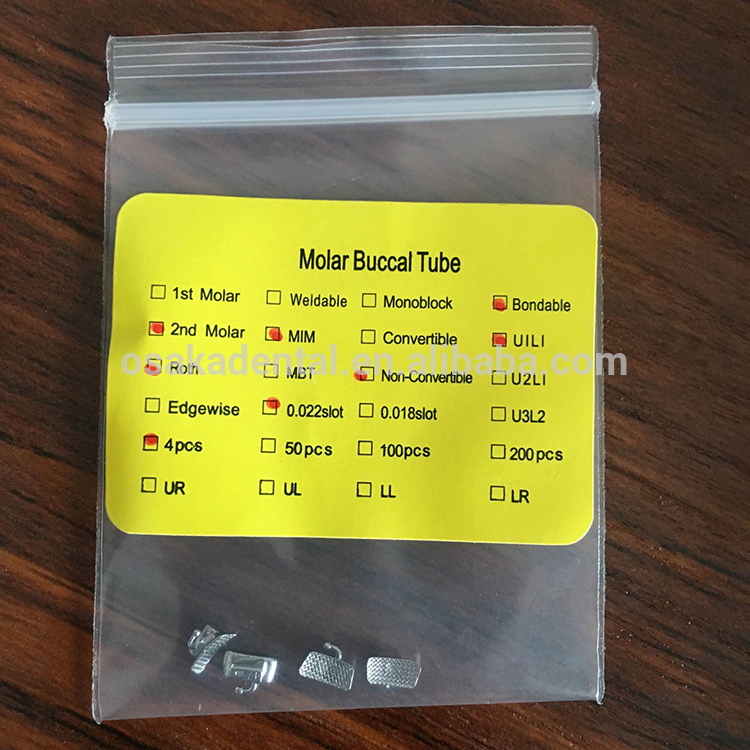 Molar Buccal Tube
1st Molar Weldable Monoblock Bondable
2nd Molar MIM Convertible U1L1
osakadental.en.alibaba.com
Roth MBT Non-Convertible U2L1
Edgewise 0.022slot 0.018slot U3L2
4pcs 50pcs 100pcs 200pcs
UR UL LL LR